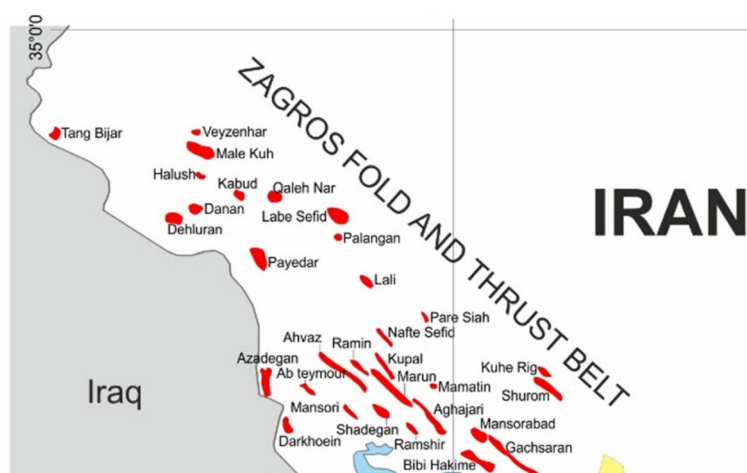 35°0'0
ZAGROS FOLD AND THRUST BELT
IRAN
Iraq
Tang Bijar
Veyzenhar
Male Kuh
Halush
Kabud
Qaleh Nar
Danan
Labe Sefid
Dehluran
Palangan
Payedar
Lali
Pare Siah
Nafte Sefid
Ahvaz
Ramin
Azadegan
Kupal
Kuhe Rig
Ab teymour
Marun
Mamatin
Shurom
Mansori
Aghajari
Mansorabad
Shadegan
Darkhoein
Ramshir
Gachsaran
Bibi Hakime